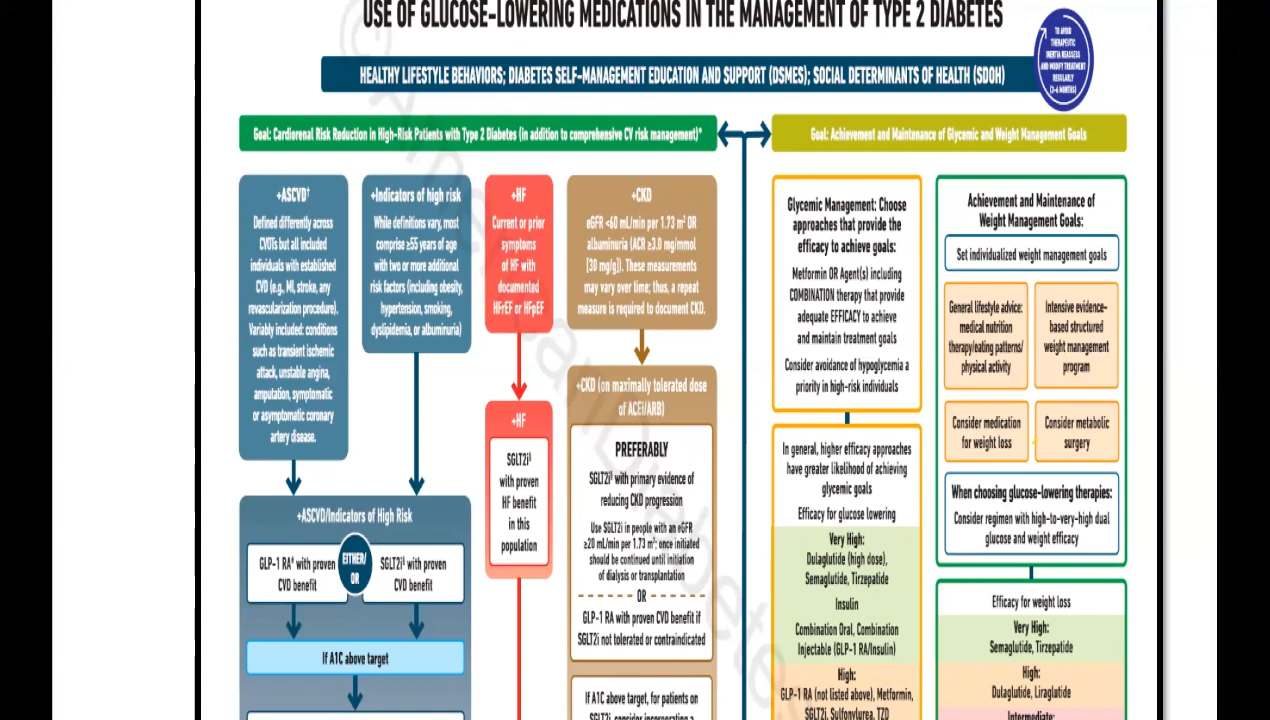 USE OF GLUCOSE-LOWERING MEDICATIONS IN THE MANAGEMENT OF TYPE 2 DIABETES
TO AVOID
THERAPEUTIC
INERTIA REASSESS
AND MODIFY TREATMENT
REGULARLY
(3-6 MONTHS)
HEALTHY LIFESTYLE BEHAVIORS; DIABETES SELF-MANAGEMENT EDUCATION AND SUPPORT (DSMES); SOCIAL DETERMINANTS OF HEALTH (SDOH)
Goal: Cardiorenal Risk Reduction in High-Risk Patients with Type 2 Diabetes (in addition to comprehensive CV risk management)*
Goal: Achievement and Maintenance of Glycemic and Weight Management Goals
+ASCVD†
Defined differently across
CVOTs but all included
individuals with established
CVD (e.g., MI, stroke, any
revascularization procedure).
Variably included: conditions
such as transient ischemic
attack, unstable angina,
amputation, symptomatic
or asymptomatic coronary
artery disease.
+Indicators of high risk
While definitions vary, most
comprise ≥55 years of age
with two or more additional
risk factors (including obesity,
hypertension, smoking,
dyslipidemia, or albuminuria)
+HF
Current or prior
symptoms
of HF with
documented
HFrEF or HFpEF
+CKD
eGFR <60 mL/min per 1.73 m² OR
albuminuria (ACR ≥3.0 mg/mmol
[30 mg/g]). These measurements
may vary over time; thus, a repeat
measure is required to document CKD.
+ASCVD/Indicators of High Risk
GLP-1 RA# with proven
CVD benefit
EITHER/
OR
SGLT2i§ with proven
CVD benefit
If A1C above target
+HF
SGLT2i§
with proven
HF benefit
in this
population
+CKD (on maximally tolerated dose
of ACEi/ARB)
PREFERABLY
SGLT2i§ with primary evidence of
reducing CKD progression
Use SGLT2i in people with an eGFR
≥20 mL/min per 1.73 m²; once initiated
should be continued until initiation
of dialysis or transplantation
OR
GLP-1 RA with proven CVD benefit if
SGLT2i not tolerated or contraindicated
If A1C above target, for patients on
SGLT2i, consider incorporating a
Glycemic Management: Choose
approaches that provide the
efficacy to achieve goals:
Metformin OR Agent(s) including
COMBINATION therapy that provide
adequate EFFICACY to achieve
and maintain treatment goals
Consider avoidance of hypoglycemia a
priority in high-risk individuals
In general, higher efficacy approaches
have greater likelihood of achieving
glycemic goals
Efficacy for glucose lowering
Very High:
Dulaglutide (high dose),
Semaglutide, Tirzepatide
Insulin
Combination Oral, Combination
Injectable (GLP-1 RA/Insulin)
High:
GLP-1 RA (not listed above), Metformin,
SGLT2i, Sulfonylurea, TZD
Achievement and Maintenance of
Weight Management Goals:
Set individualized weight management goals
General lifestyle advice:
medical nutrition
therapy/eating patterns/
physical activity
Intensive evidence-
based structured
weight management
program
Consider medication
for weight loss
Consider metabolic
surgery
When choosing glucose-lowering therapies:
Consider regimen with high-to-very-high dual
glucose and weight efficacy
Efficacy for weight loss
Very High:
Semaglutide, Tirzepatide
High:
Dulaglutide, Liraglutide
Intermediate: